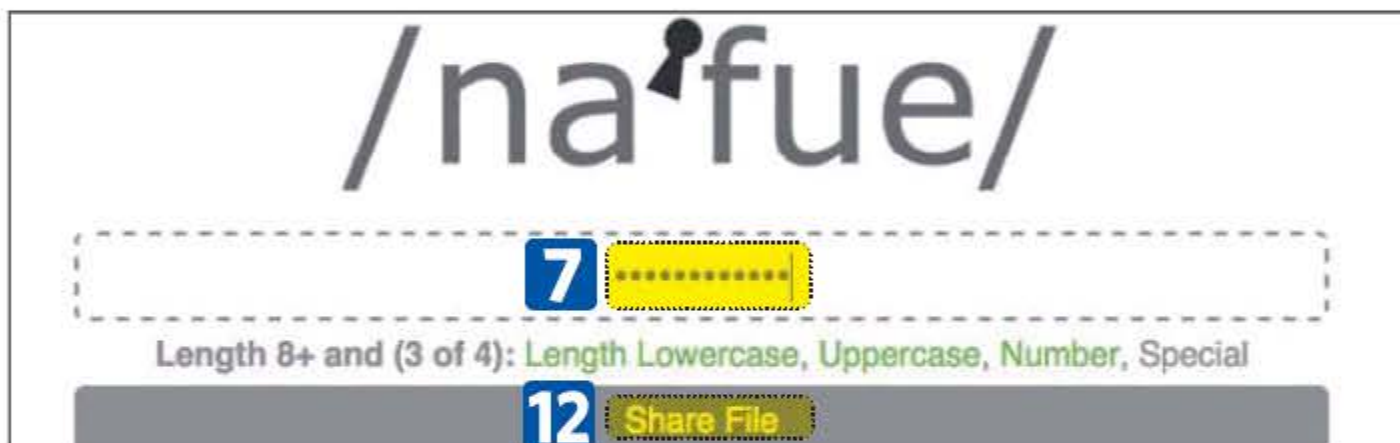 /na'fue/
7 ••••••••••••
Length 8+ and (3 of 4): Length Lowercase, Uppercase, Number, Special
12 Share File